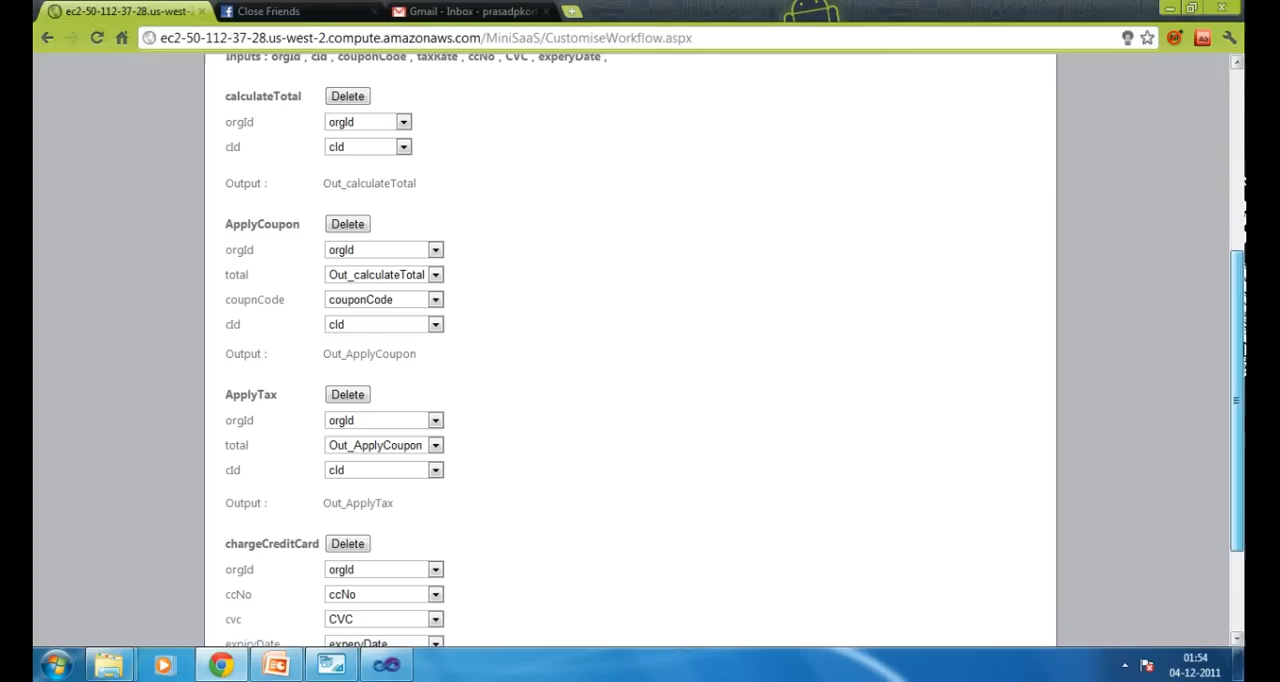 ec2-50-112-37-28.us-west-2.
Close Friends
Gmail - Inbox - prasadpkor
ec2-50-112-37-28.us-west-2.compute.amazonaws.com/MiniSaaS/CustomiseWorkflow.aspx
Inputs : orgId , cId , couponCode , taxRate , ccNo , CVC , experyDate ,
calculateTotal Delete
orgId orgId
cId cId
Output : Out_calculateTotal
ApplyCoupon Delete
orgId orgId
total Out_calculateTotal
coupnCode couponCode
cId cId
Output : Out_ApplyCoupon
ApplyTax Delete
orgId orgId
total Out_ApplyCoupon
cId cId
Output : Out_ApplyTax
chargeCreditCard Delete
orgId orgId
ccNo ccNo
cvc CVC
expiryDate experyDate
01:54
04-12-2011